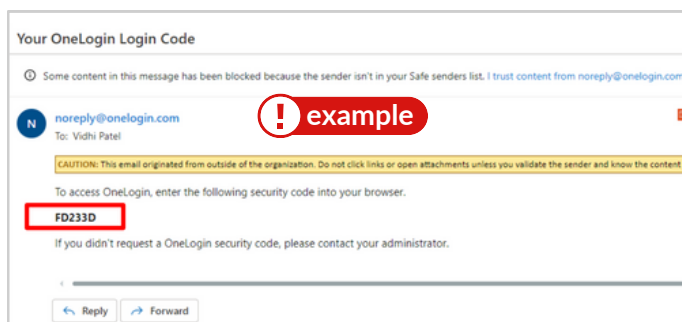 Your OneLogin Login Code
Some content in this message has been blocked because the sender isn't in your Safe senders list. I trust content from noreply@onelogin.com
N
noreply@onelogin.com
! example
To: Vidhi Patel
CAUTION: This email originated from outside of the organization. Do not click links or open attachments unless you validate the sender and know the content
To access OneLogin, enter the following security code into your browser.
FD233D
If you didn't request a OneLogin security code, please contact your administrator.
Reply Forward